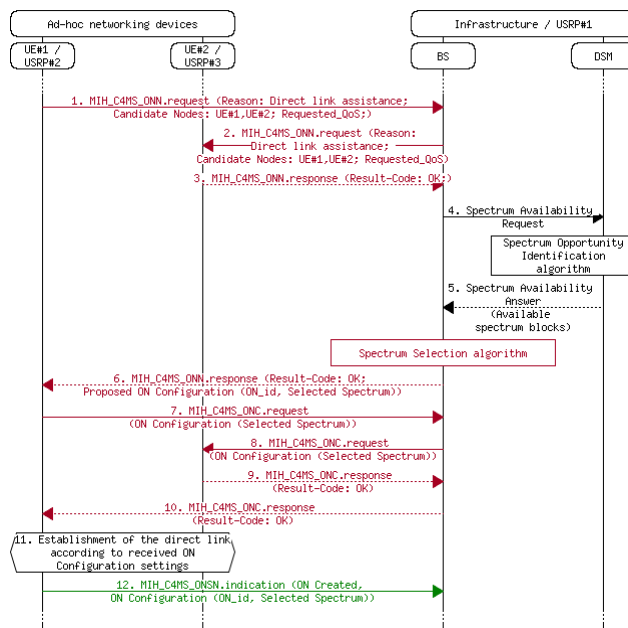 Ad-hoc networking devices
Infrastructure / USRP#1
UE#1 /
USRP#2
UE#2 /
USRP#3
BS
DSM
1. MIH_C4MS_ONN.request (Reason: Direct link assistance;
Candidate Nodes: UE#1,UE#2; Requested_QoS;)
2. MIH_C4MS_ONN.request (Reason:
Direct link assistance;
Candidate Nodes: UE#1,UE#2; Requested_QoS)
3. MIH_C4MS_ONN.response (Result-Code: OK;)
4. Spectrum Availability
Request
Spectrum Opportunity
Identification
algorithm
5. Spectrum Availability
Answer
(Available
spectrum blocks)
Spectrum Selection algorithm
6. MIH_C4MS_ONN.response (Result-Code: OK;
Proposed ON Configuration (ON_id, Selected Spectrum))
7. MIH_C4MS_ONC.request
(ON Configuration (Selected Spectrum))
8. MIH_C4MS_ONC.request
(ON Configuration (Selected Spectrum))
9. MIH_C4MS_ONC.response
(Result-Code: OK)
10. MIH_C4MS_ONC.response
(Result-Code: OK)
11. Establishment of the direct link
according to received ON
Configuration settings
12. MIH_C4MS_ONSN.indication (ON Created,
ON Configuration (ON_id, Selected Spectrum))